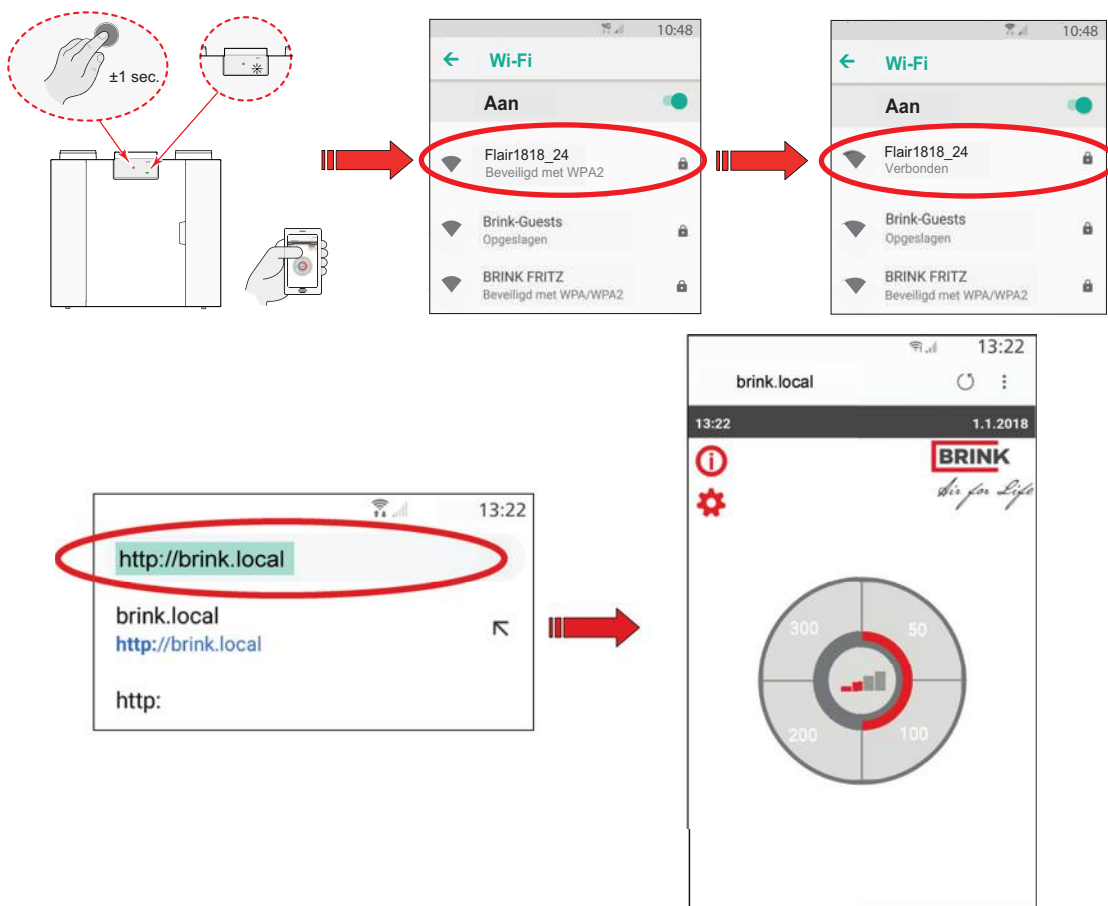 ±1 sec.
10:48
Wi-Fi
Aan
Flair1818_24
Beveiligd met WPA2
Brink-Guests
Opgeslagen
BRINK FRITZ
Beveiligd met WPA/WPA2
10:48
Wi-Fi
Aan
Flair1818_24
Verbonden
Brink-Guests
Opgeslagen
BRINK FRITZ
Beveiligd met WPA/WPA2
13:22
http://brink.local
brink.local
http://brink.local
http:
13:22
brink.local
13:22 1.1.2018
BRINK
Air for Life
300 50
200 100